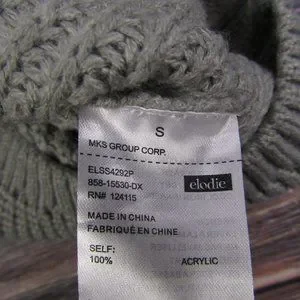 S
MKS GROUP CORP.
ELSS4292P
858-15530-DX
RN# 124115
elodie
MADE IN CHINA
FABRIQUÉ EN CHINE
SELF:
100% ACRYLIC